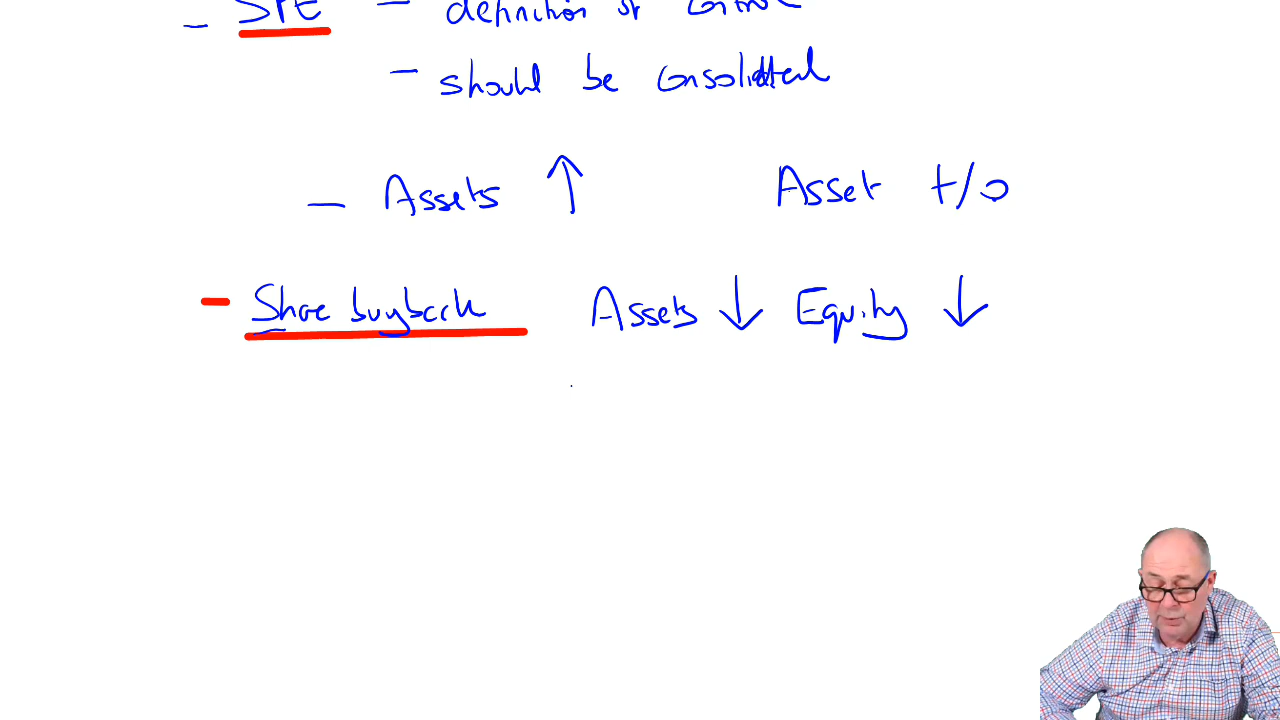 - SPE - definition of control
- should be consolidated
- Assets ↑ Asset t/o
- Share buyback Assets ↓ Equity ↓